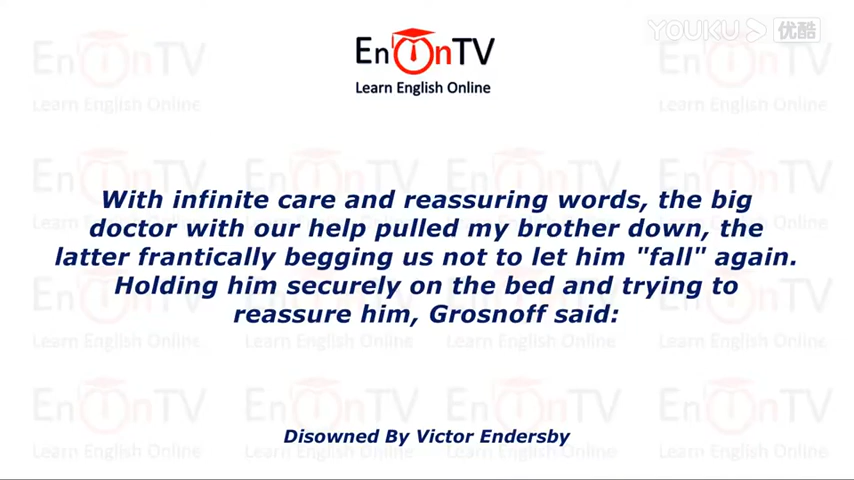 YOUKU 优酷
EnOnTV
Learn English Online
With infinite care and reassuring words, the big
doctor with our help pulled my brother down, the
latter frantically begging us not to let him "fall" again.
Holding him securely on the bed and trying to
reassure him, Grosnoff said:
Disowned By Victor Endersby